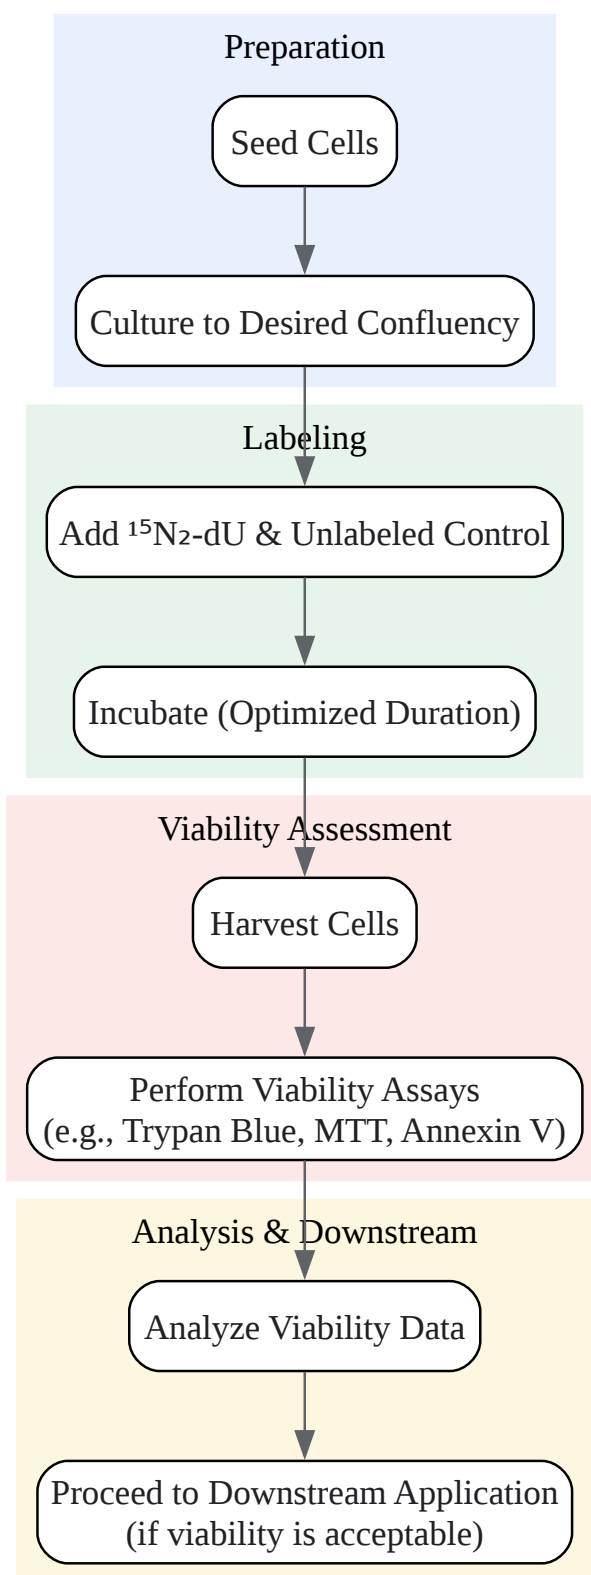 Preparation
Seed Cells
Culture to Desired Confluency
Labeling
Add ¹⁵N₂-dU & Unlabeled Control
Incubate (Optimized Duration)
Viability Assessment
Harvest Cells
Perform Viability Assays
(e.g., Trypan Blue, MTT, Annexin V)
Analysis & Downstream
Analyze Viability Data
Proceed to Downstream Application
(if viability is acceptable)